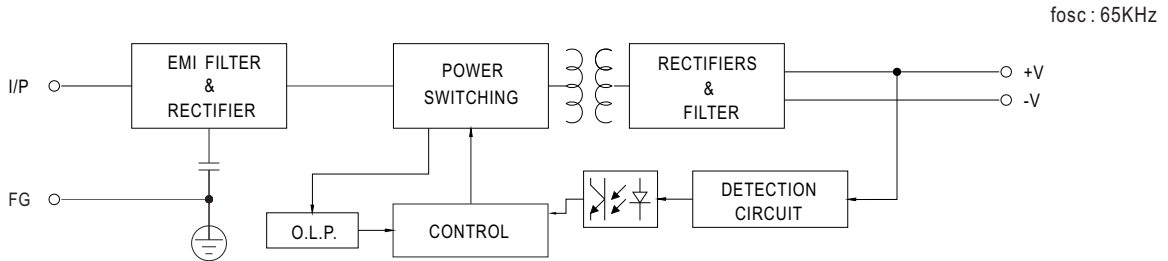 fosc : 65KHz
I/P
EMI FILTER
&
RECTIFIER
POWER
SWITCHING
RECTIFIERS
&
FILTER
+V
-V
FG
O.L.P.
CONTROL
DETECTION
CIRCUIT